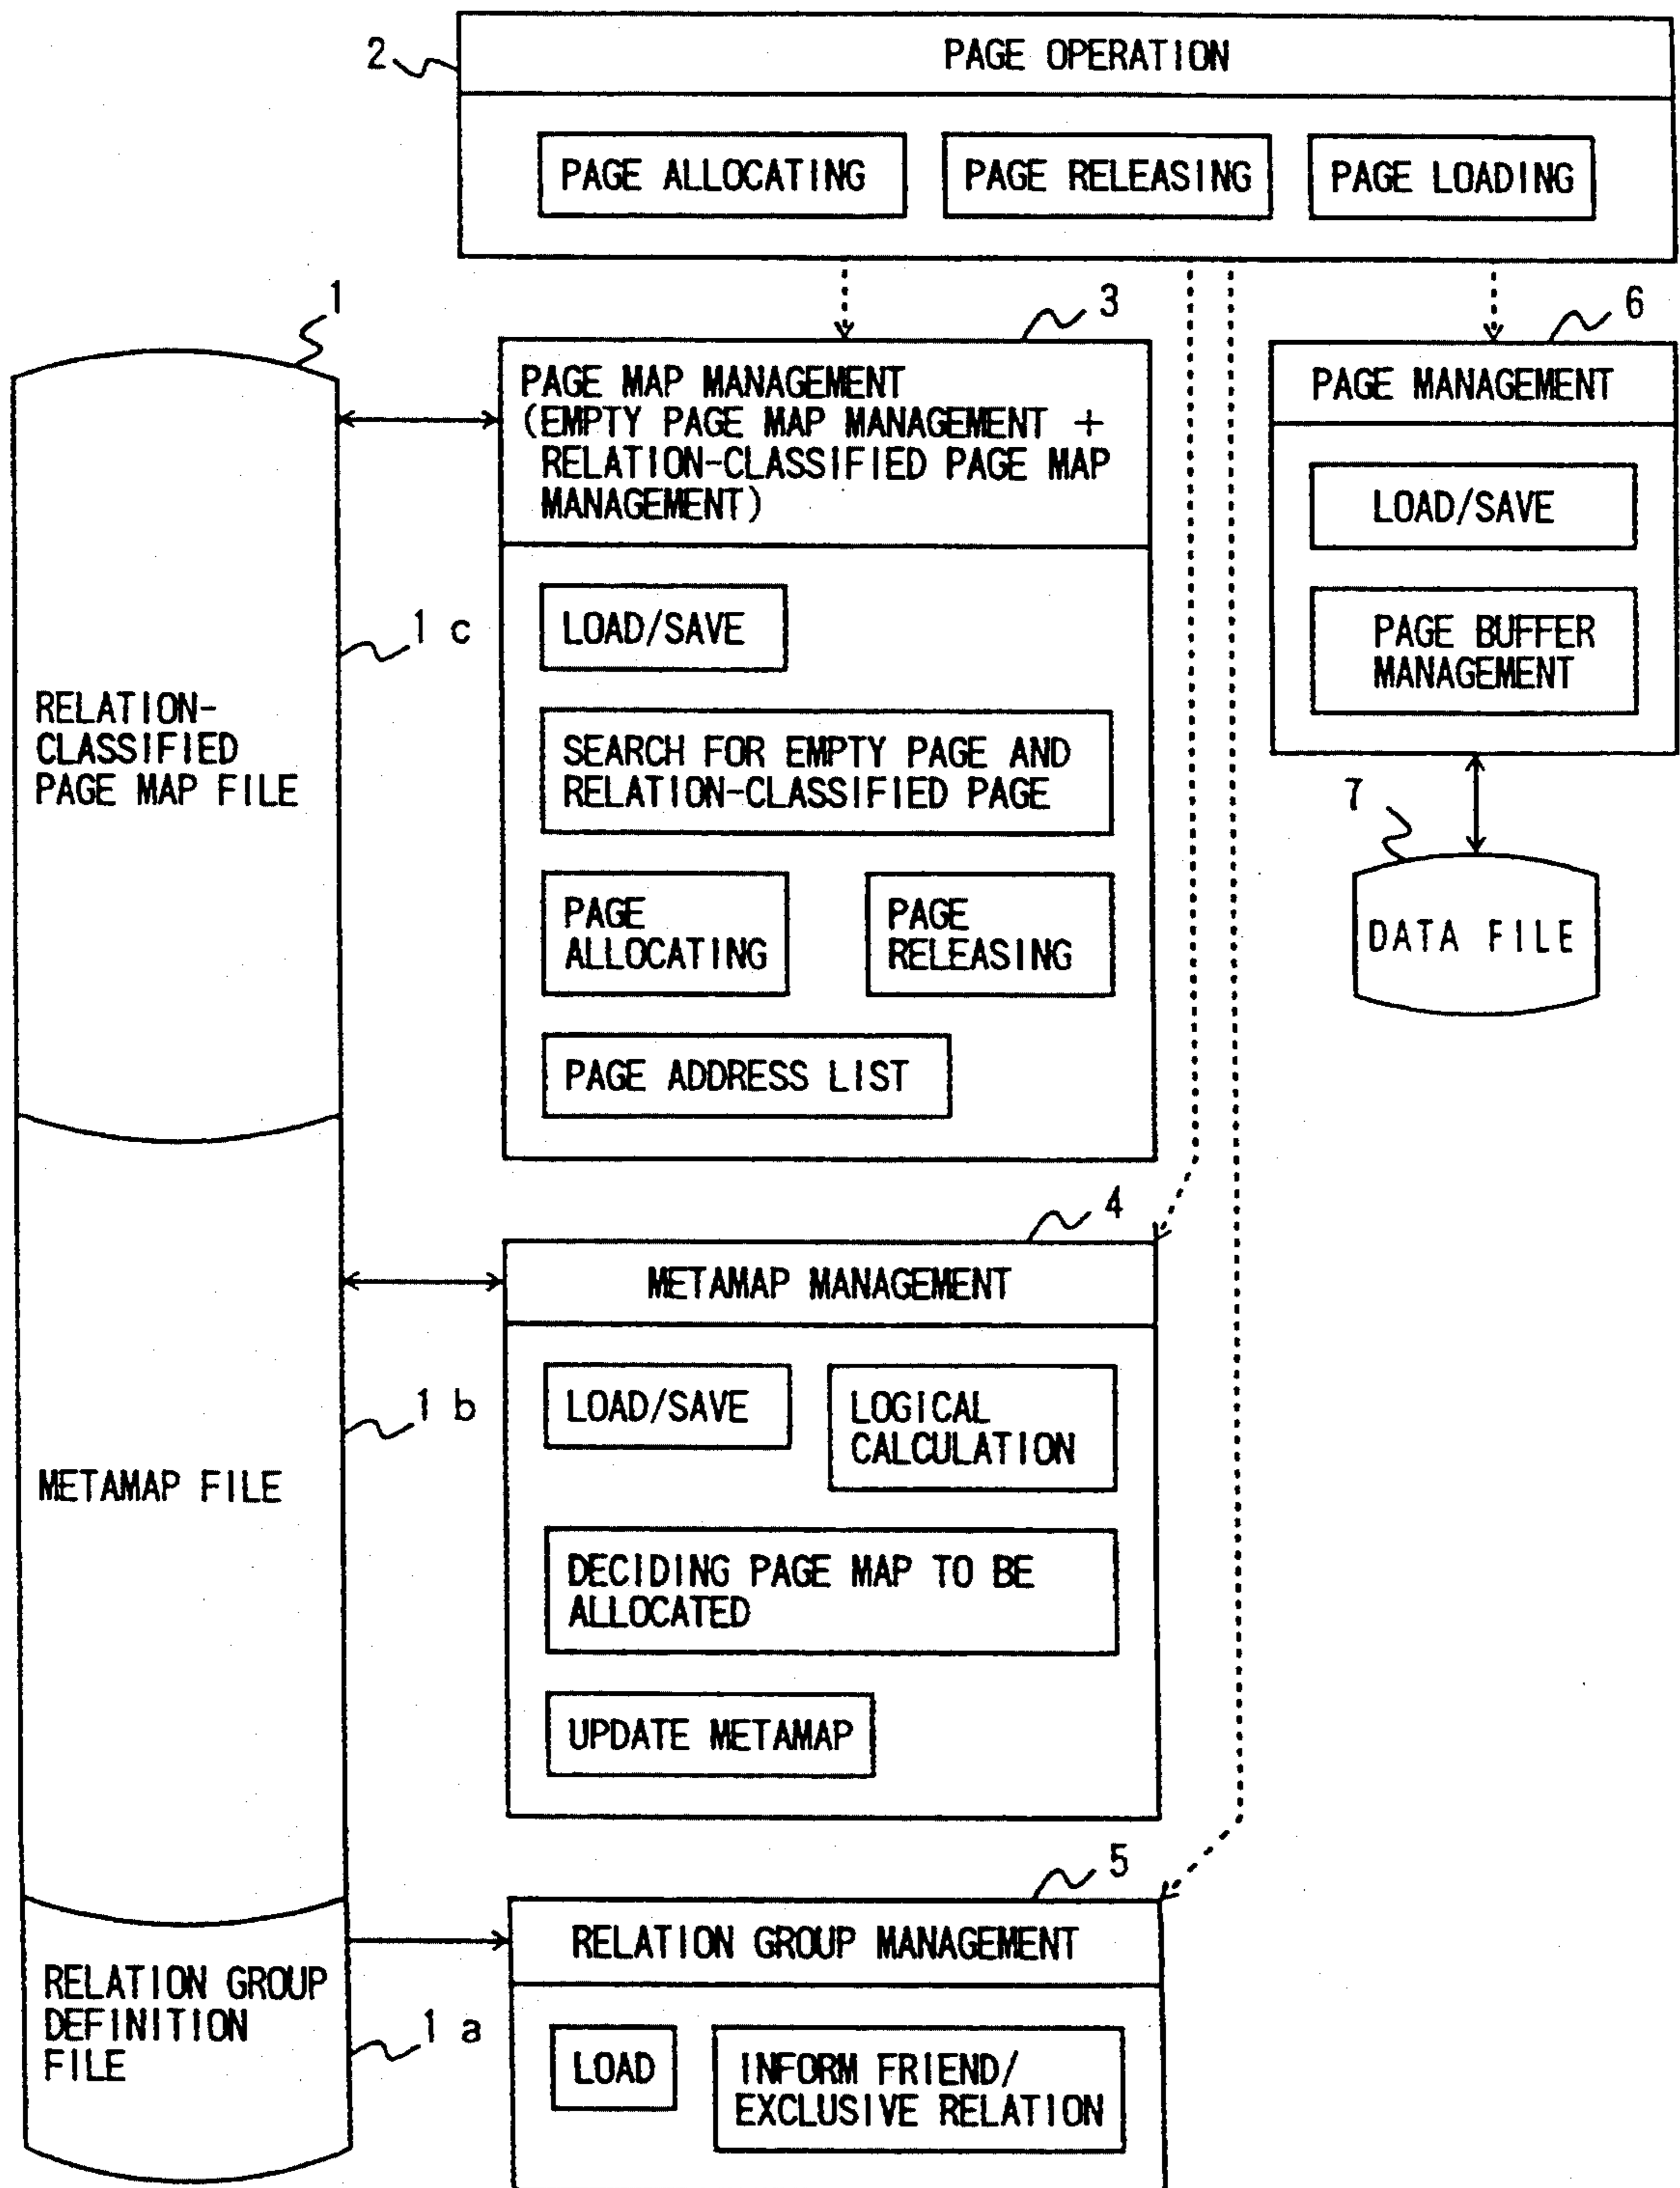 2
PAGE OPERATION
PAGE ALLOCATING
PAGE RELEASING
PAGE LOADING
1
3
6
PAGE MAP MANAGEMENT
(EMPTY PAGE MAP MANAGEMENT +
RELATION-CLASSIFIED PAGE MAP
MANAGEMENT)
LOAD/SAVE
SEARCH FOR EMPTY PAGE AND
RELATION-CLASSIFIED PAGE
PAGE
ALLOCATING
PAGE
RELEASING
PAGE ADDRESS LIST
PAGE MANAGEMENT
LOAD/SAVE
PAGE BUFFER
MANAGEMENT
7
DATA FILE
1 c
RELATION-
CLASSIFIED
PAGE MAP FILE
4
METAMAP MANAGEMENT
LOAD/SAVE
LOGICAL
CALCULATION
DECIDING PAGE MAP TO BE
ALLOCATED
UPDATE METAMAP
1 b
METAMAP FILE
5
RELATION GROUP MANAGEMENT
LOAD
INFORM FRIEND/
EXCLUSIVE RELATION
RELATION GROUP
DEFINITION
FILE
1 a